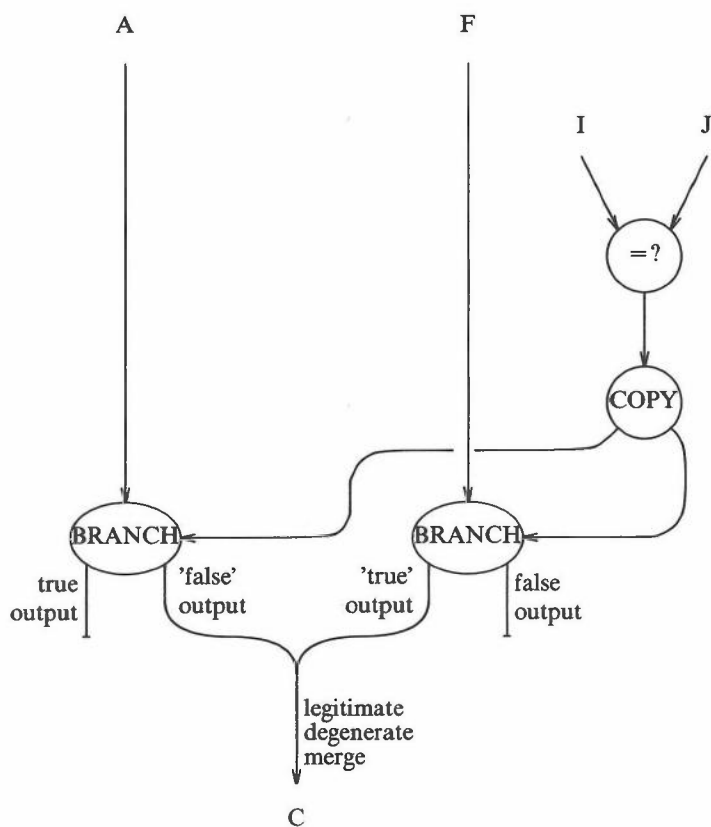 A
F
I
J
=?
COPY
BRANCH
BRANCH
true
output
'false'
output
'true'
output
false
output
legitimate
degenerate
merge
C